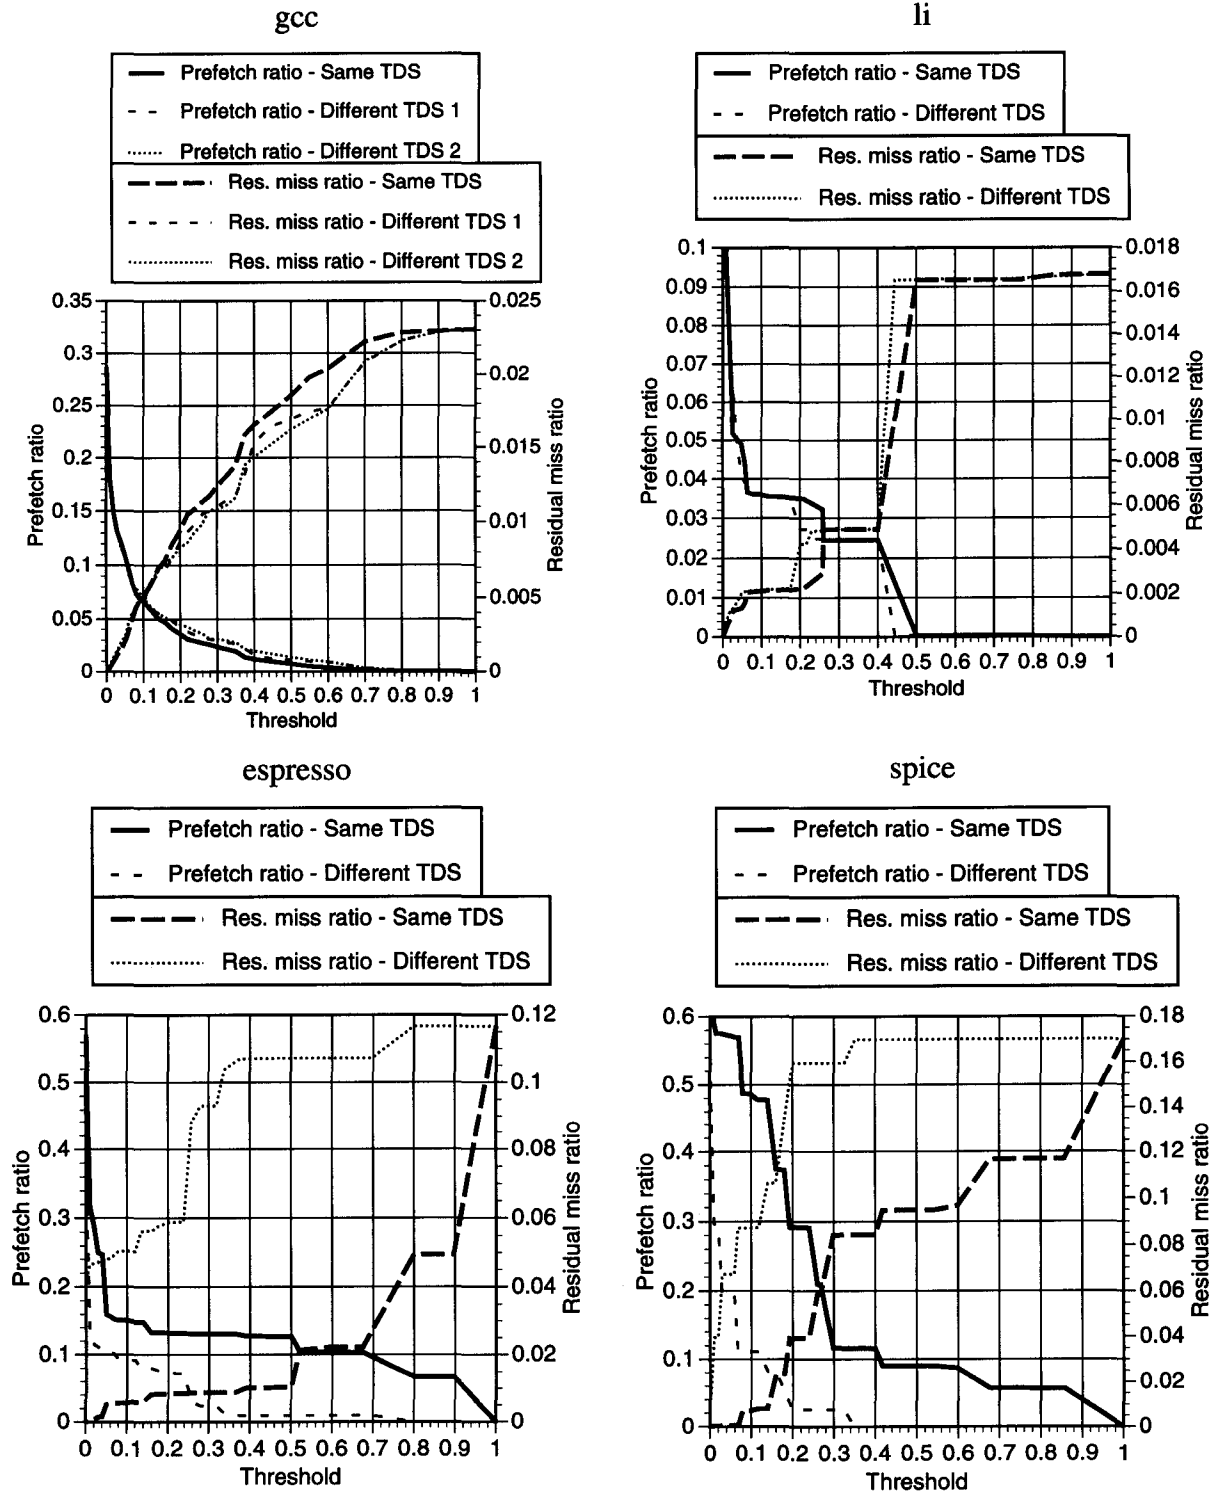 gcc
Prefetch ratio - Same TDS
Prefetch ratio - Different TDS 1
Prefetch ratio - Different TDS 2
Res. miss ratio - Same TDS
Res. miss ratio - Different TDS 1
Res. miss ratio - Different TDS 2
0.35
0.3
0.25
0.2
0.15
0.1
0.05
0
Prefetch ratio
0.025
0.02
0.015
0.01
0.005
0
Residual miss ratio
0 0.1 0.2 0.3 0.4 0.5 0.6 0.7 0.8 0.9 1
Threshold
li
Prefetch ratio - Same TDS
Prefetch ratio - Different TDS
Res. miss ratio - Same TDS
Res. miss ratio - Different TDS
0.1
0.09
0.08
0.07
0.06
0.05
0.04
0.03
0.02
0.01
0
Prefetch ratio
0.018
0.016
0.014
0.012
0.01
0.008
0.006
0.004
0.002
0
Residual miss ratio
0 0.1 0.2 0.3 0.4 0.5 0.6 0.7 0.8 0.9 1
Threshold
espresso
Prefetch ratio - Same TDS
Prefetch ratio - Different TDS
Res. miss ratio - Same TDS
Res. miss ratio - Different TDS
0.6
0.5
0.4
0.3
0.2
0.1
0
Prefetch ratio
0.12
0.1
0.08
0.06
0.04
0.02
0
Residual miss ratio
0 0.1 0.2 0.3 0.4 0.5 0.6 0.7 0.8 0.9 1
Threshold
spice
Prefetch ratio - Same TDS
Prefetch ratio - Different TDS
Res. miss ratio - Same TDS
Res. miss ratio - Different TDS
0.6
0.5
0.4
0.3
0.2
0.1
0
Prefetch ratio
0.18
0.16
0.14
0.12
0.1
0.08
0.06
0.04
0.02
0
Residual miss ratio
0 0.1 0.2 0.3 0.4 0.5 0.6 0.7 0.8 0.9 1
Threshold